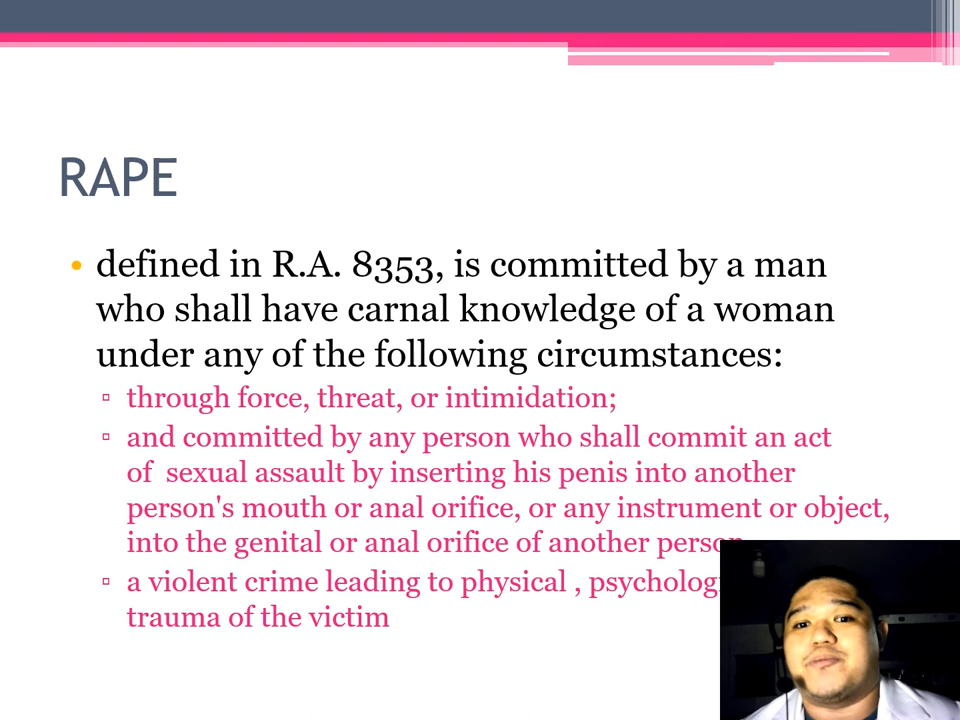 RAPE
• defined in R.A. 8353, is committed by a man
who shall have carnal knowledge of a woman
under any of the following circumstances:
▫ through force, threat, or intimidation;
▫ and committed by any person who shall commit an act
of  sexual assault by inserting his penis into another
person's mouth or anal orifice, or any instrument or object,
into the genital or anal orifice of another person
▫ a violent crime leading to physical ,
trauma of the victim